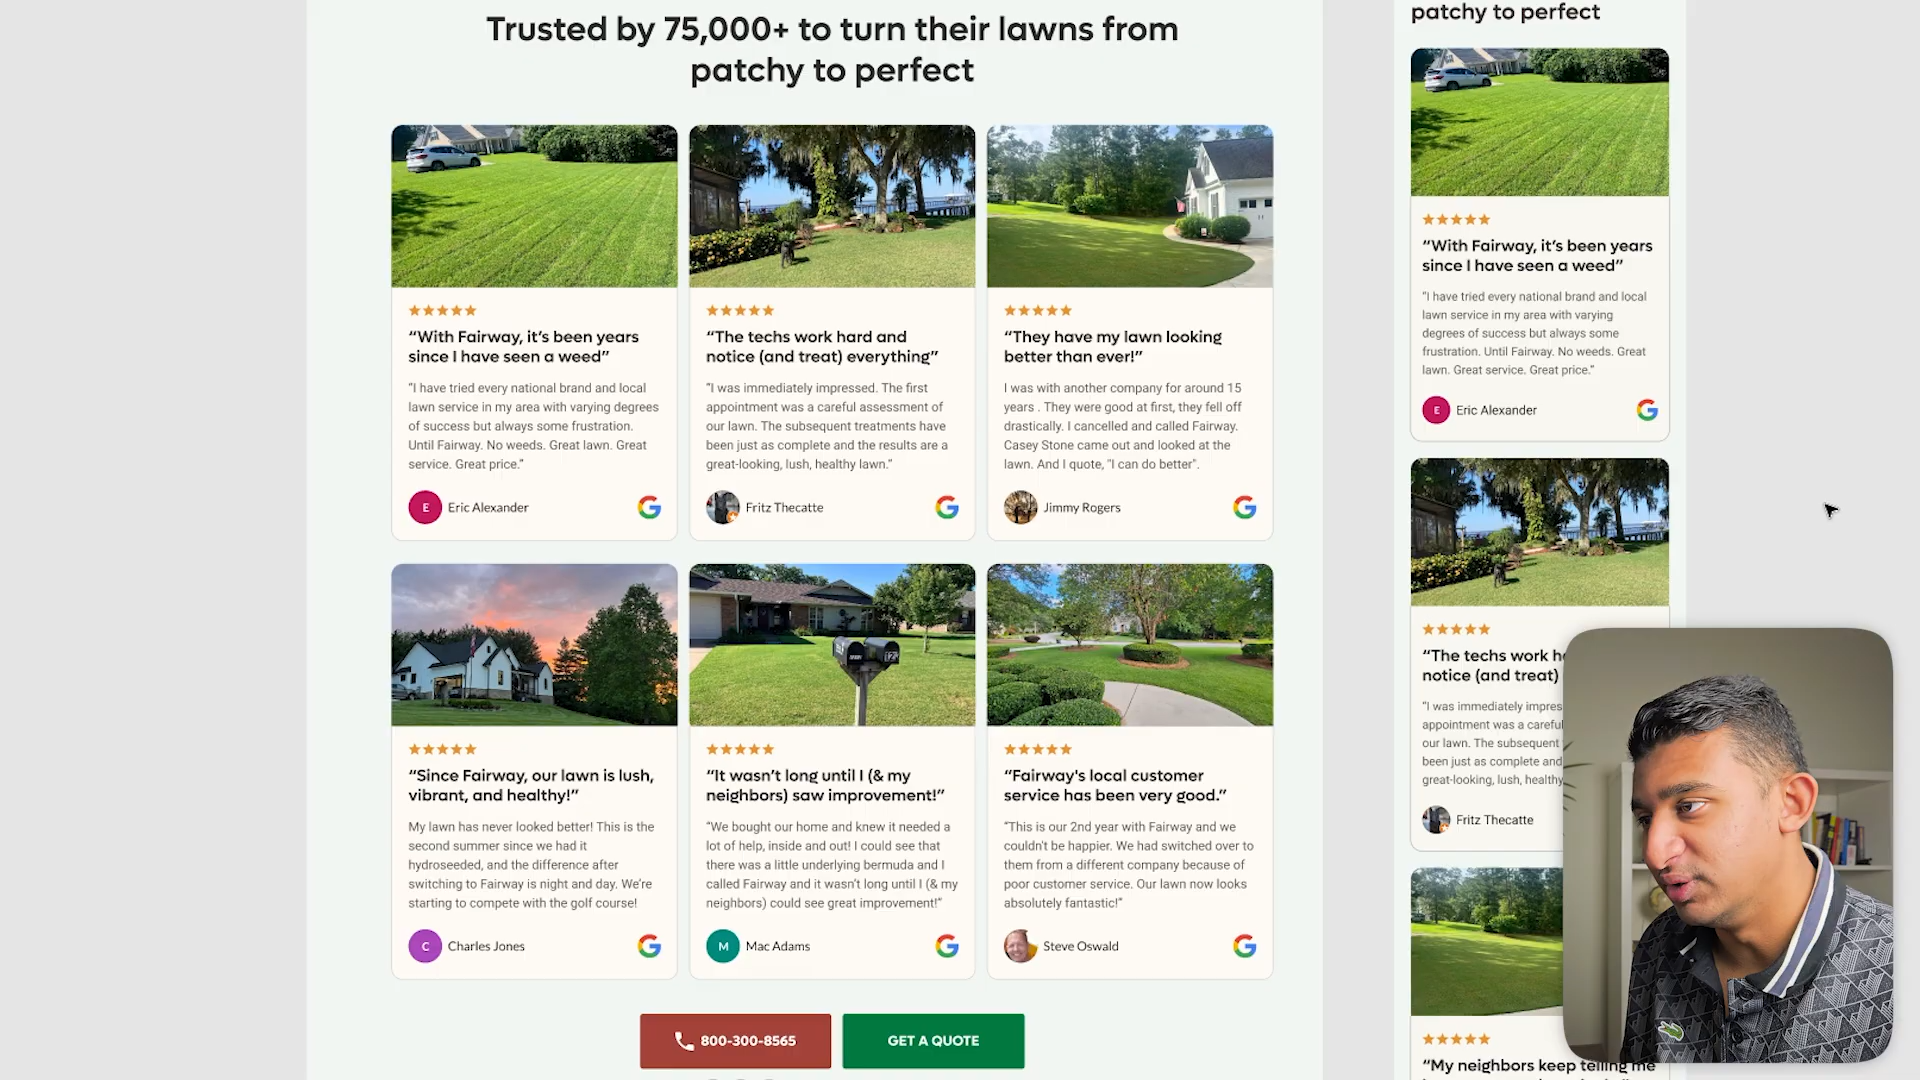 Trusted by 75,000+ to turn their lawns from
patchy to perfect
“With Fairway, it’s been years
since I have seen a weed”
“I have tried every national brand and local
lawn service in my area with varying degrees
of success but always some frustration.
Until Fairway. No weeds. Great lawn. Great
service. Great price.”
E
Eric Alexander
“The techs work hard and
notice (and treat) everything”
“I was immediately impressed. The first
appointment was a careful assessment of
our lawn. The subsequent treatments have
been just as complete and the results are a
great-looking, lush, healthy lawn.”
Fritz Thecatte
“They have my lawn looking
better than ever!”
I was with another company for around 15
years . They were good at first, they fell off
drastically. I cancelled and called Fairway.
Casey Stone came out and looked at the
lawn. And I quote, "I can do better".
Jimmy Rogers
“Since Fairway, our lawn is lush,
vibrant, and healthy!”
My lawn has never looked better! This is the
second summer since we had it
hydroseeded, and the difference after
switching to Fairway is night and day. We’re
starting to compete with the golf course!
C
Charles Jones
“It wasn’t long until I (& my
neighbors) saw improvement!”
“We bought our home and knew it needed a
lot of help, inside and out! I could see that
there was a little underlying bermuda and I
called Fairway and it wasn’t long until I (& my
neighbors) could see great improvement!”
M
Mac Adams
“Fairway's local customer
service has been very good.”
“This is our 2nd year with Fairway and we
couldn't be happier. We had switched over to
them from a different company because of
poor customer service. Our lawn now looks
absolutely fantastic!”
Steve Oswald
800-300-8565
GET A QUOTE
patchy to perfect
“With Fairway, it’s been years
since I have seen a weed”
“I have tried every national brand and local
lawn service in my area with varying
degrees of success but always some
frustration. Until Fairway. No weeds. Great
lawn. Great service. Great price.”
E
Eric Alexander
“The techs work
notice (and treat)
“I was immediately
appointment was a
our lawn. The subsequent
been just as complete and
great-looking, lush, healthy
Fritz Thecatte
“My neighbors keep telling me